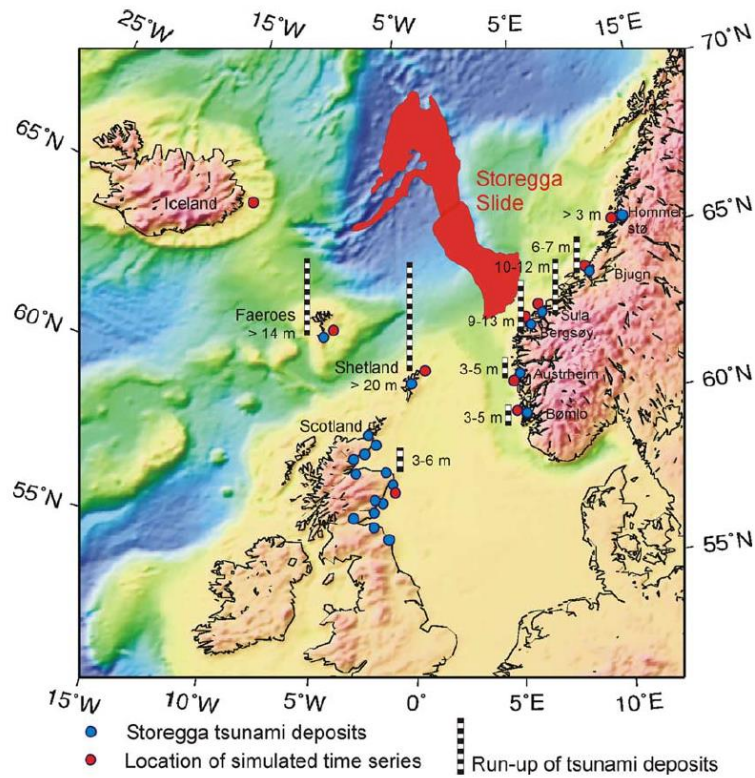 25˚W 15˚W 5˚W 5˚E 15˚E
70˚N
65˚N
Storegga
Slide
Iceland
> 3 m
Hommel
stø
65˚N
6-7 m
10-12 m
Bjugn
Faeroes
> 14 m
60˚N
9-13 m
Sula
Bergsøy
Shetland
> 20 m
3-5 m
Austrheim
60˚N
Scotland
3-5 m
Bømlo
3-6 m
55˚N
55˚N
15˚W 10˚W 5˚W 0˚ 5˚E 10˚E
Storegga tsunami deposits
Location of simulated time series
Run-up of tsunami deposits